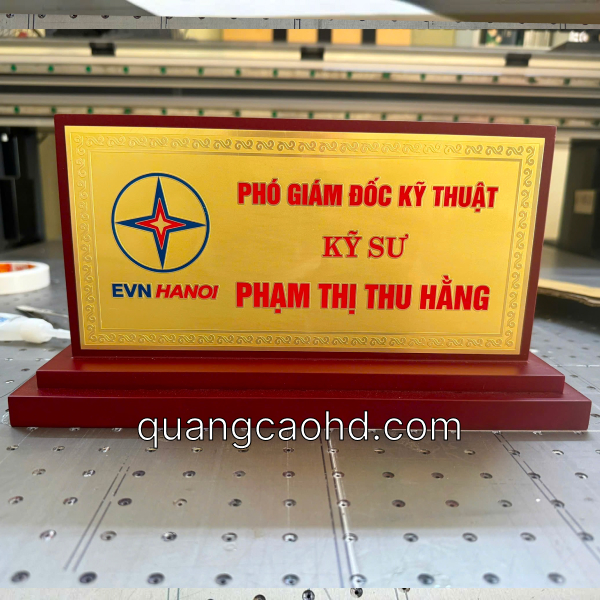 PHÓ GIÁM ĐỐC KỸ THUẬT
KỸ SƯ
PHẠM THỊ THU HẰNG
EVN HANOI
quangcaohd.com